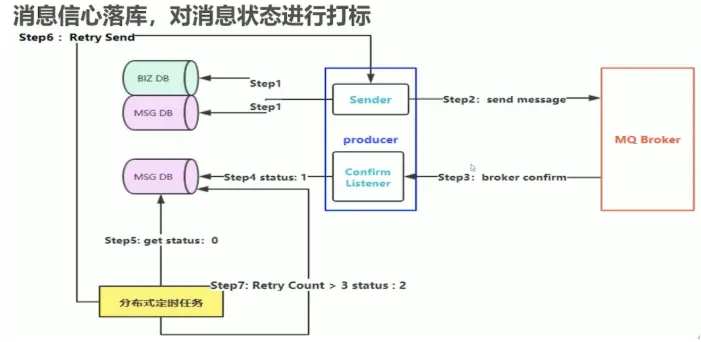 消息信心落库，对消息状态进行打标
Step6 : Retry Send
BIZ DB
Step1
MSG DB
Step1
Sender
Step2: send message
producer
MQ Broker
MSG DB
Step4 status: 1
Confirm
Listener
Step3: broker confirm
Step5: get status: 0
Step7: Retry Count > 3 status : 2
分布式定时任务